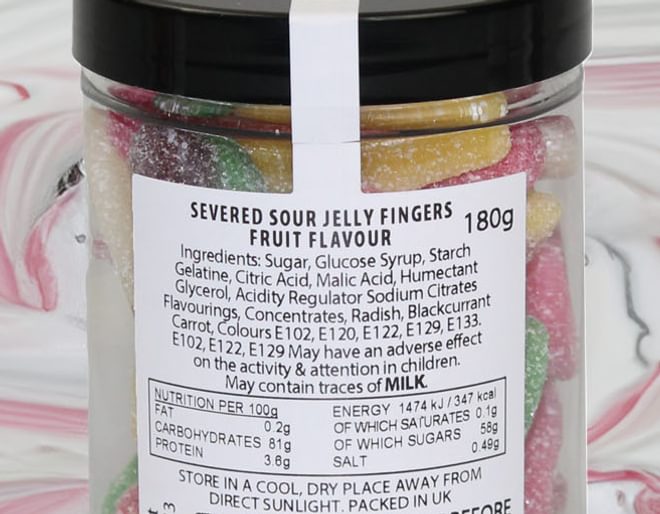 SEVERED SOUR JELLY FINGERS 180g
FRUIT FLAVOUR
Ingredients: Sugar, Glucose Syrup, Starch
Gelatine, Citric Acid, Malic Acid, Humectant
Glycerol, Acidity Regulator Sodium Citrates
Flavourings, Concentrates, Radish, Blackcurrant
Carrot, Colours E102, E120, E122, E129, E133.
E102, E122, E129 May have an adverse effect
on the activity & attention in children.
May contain traces of MILK.
NUTRITION PER 100g ENERGY 1474 kJ / 347 kcal
FAT 0.2g OF WHICH SATURATES 0.1g
CARBOHYDRATES 81g OF WHICH SUGARS 58g
PROTEIN 3.6g SALT 0.49g
STORE IN A COOL, DRY PLACE AWAY FROM
DIRECT SUNLIGHT. PACKED IN UK
BEFORE